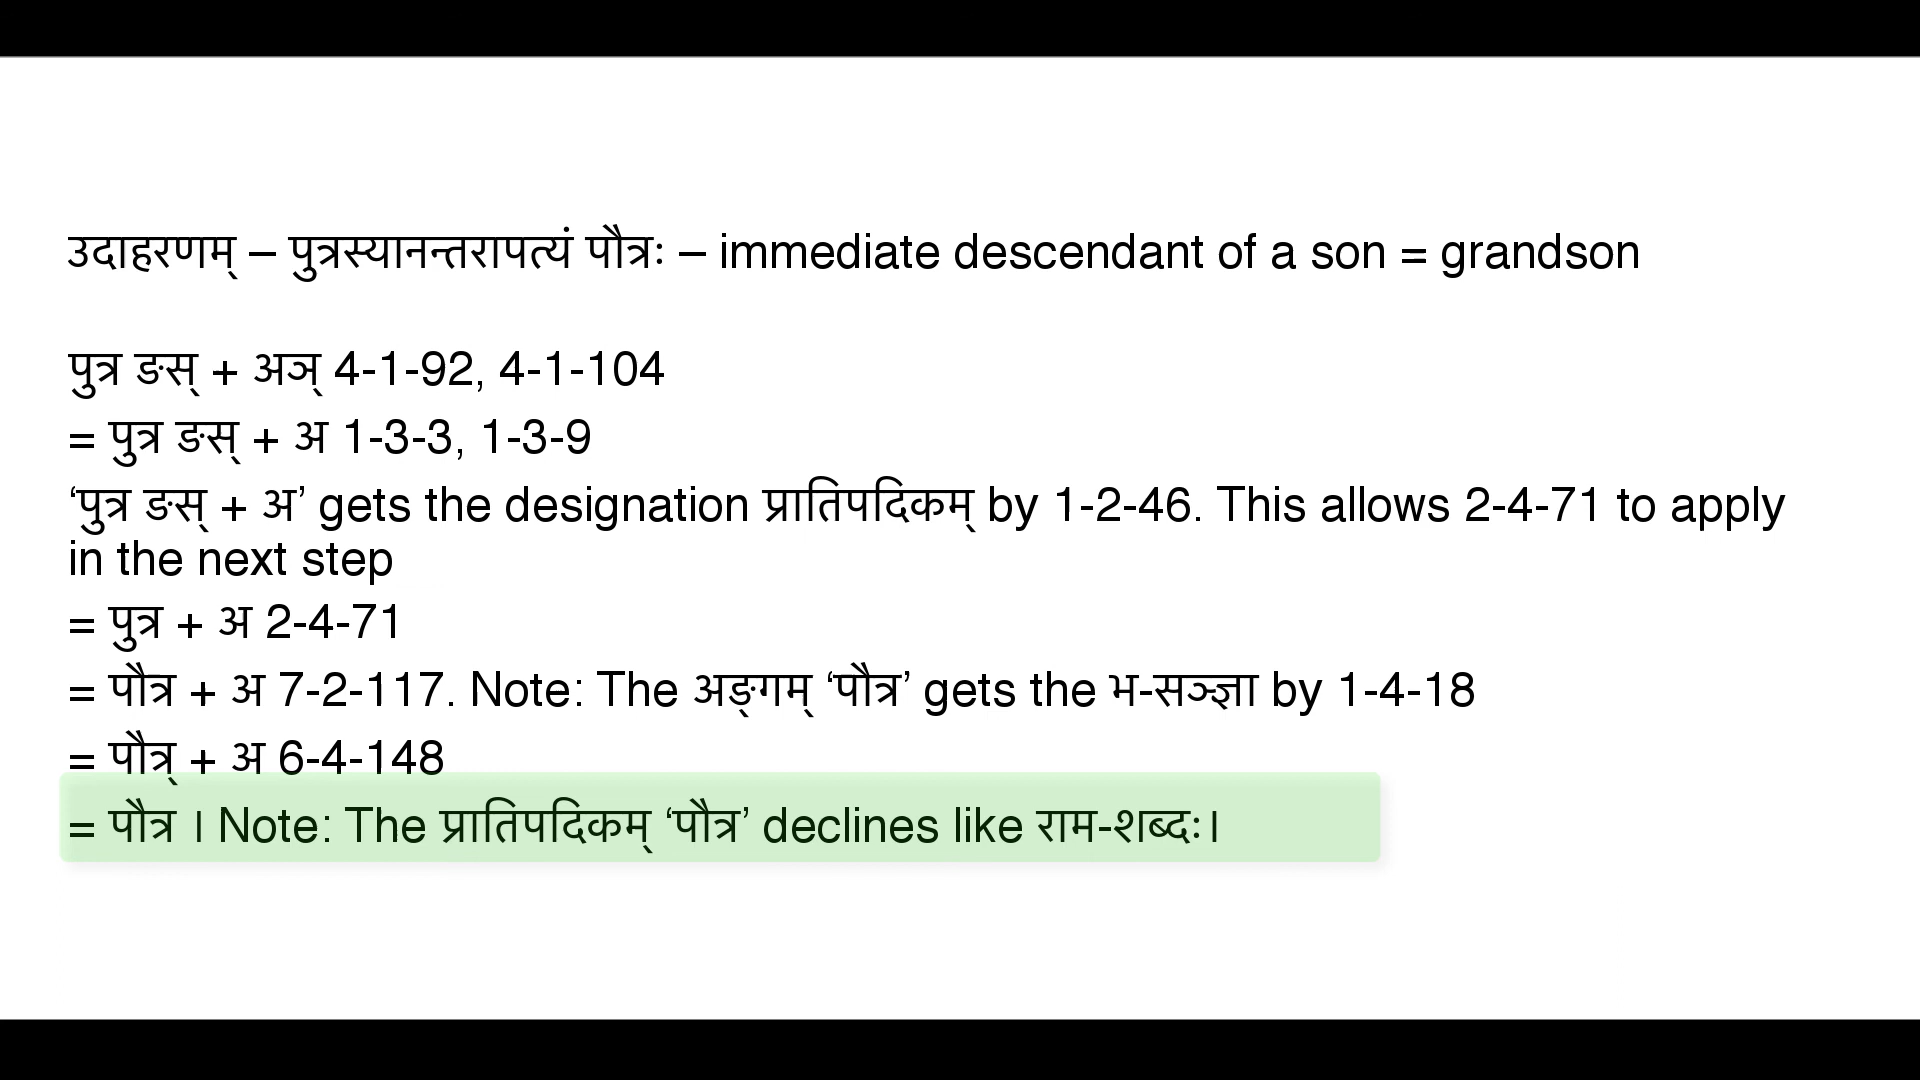 उदाहरणम् – पुत्रस्यानन्तरापत्यं पौत्रः – immediate descendant of a son = grandson
पुत्र ङस् + अञ् 4-1-92, 4-1-104
= पुत्र ङस् + अ 1-3-3, 1-3-9
‘पुत्र ङस् + अ’ gets the designation प्रातिपदिकम् by 1-2-46. This allows 2-4-71 to apply
in the next step
= पुत्र + अ 2-4-71
= पौत्र + अ 7-2-117. Note: The अङ्गम् ‘पौत्र’ gets the भ-सञ्ज्ञा by 1-4-18
= पौत्र् + अ 6-4-148
= पौत्र । Note: The प्रातिपदिकम् ‘पौत्र’ declines like राम-शब्दः।